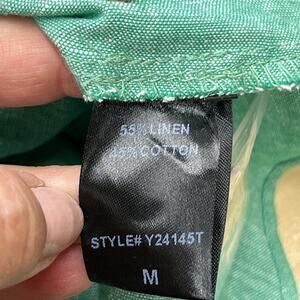 55% LINEN
45% COTTON
STYLE# Y24145T
M